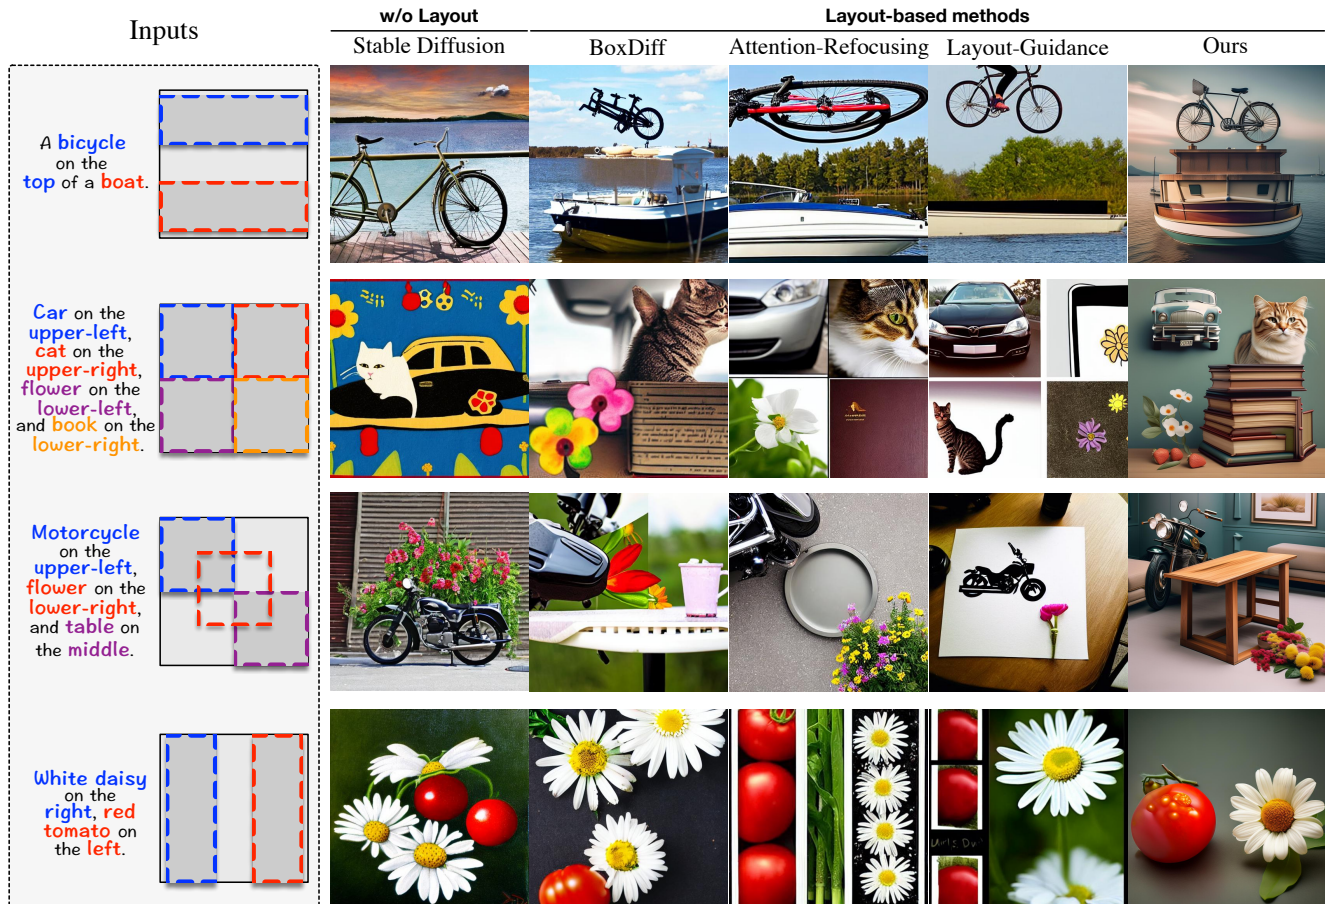 Inputs
w/o Layout
Layout-based methods
Stable Diffusion
BoxDiff
Attention-Refocusing
Layout-Guidance
Ours
A bicycle
on the
top of a boat.
Car on the
upper-left,
cat on the
upper-right,
flower on the
lower-left,
and book on the
lower-right.
Motorcycle
on the
upper-left,
flower on the
lower-right,
and table on
the middle.
White daisy
on the
right, red
tomato on
the left.